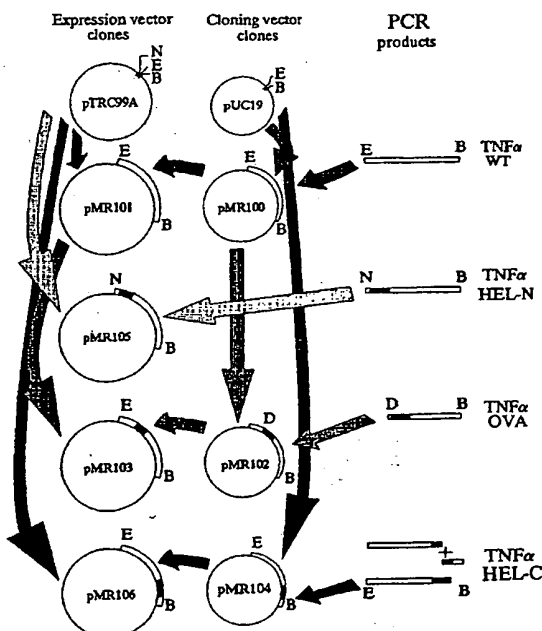 Expression vector
clones
Cloning vector
clones
PCR
products
N
E
B
pTRC99A
E
B
pUC19
E
B
pMR101
E
B
pMR100
E
B
TNFα
WT
N
B
pMR105
N
B
TNFα
HEL-N
E
B
pMR103
D
B
pMR102
D
B
TNFα
OVA
E
B
pMR106
E
B
pMR104
+
E
B
TNFα
HEL-C